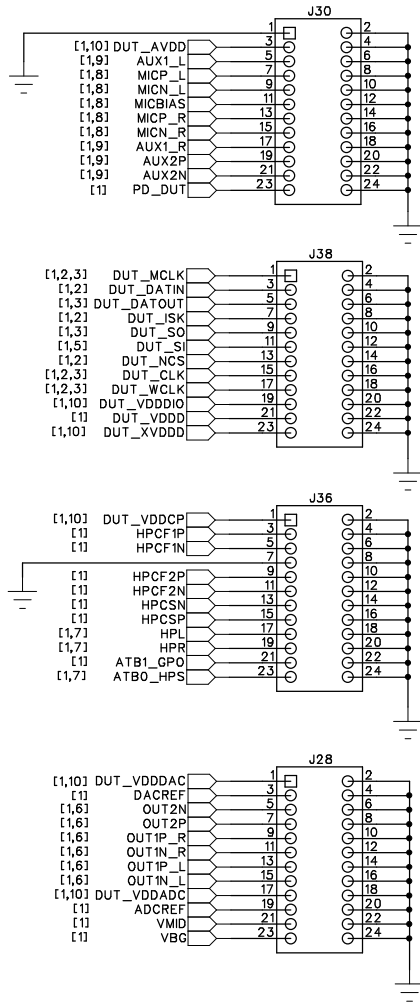 J30
1 2
[1,10] DUT_AVDD 3 4
[1,9] AUX1_L 5 6
[1,8] MICP_L 7 8
[1,8] MICN_L 9 10
[1,8] MICBIAS 11 12
[1,8] MICP_R 13 14
[1,8] MICN_R 15 16
[1,9] AUX1_R 17 18
[1,9] AUX2P 19 20
[1,9] AUX2N 21 22
[1] PD_DUT 23 24
J38
[1,2,3] DUT_MCLK 1 2
[1,2] DUT_DATIN 3 4
[1,3] DUT_DATOUT 5 6
[1,2] DUT_ISK 7 8
[1,3] DUT_SO 9 10
[1,5] DUT_SI 11 12
[1,2] DUT_NCS 13 14
[1,2,3] DUT_CLK 15 16
[1,2,3] DUT_WCLK 17 18
[1,10] DUT_VDDDIO 19 20
[1] DUT_VDDD 21 22
[1,10] DUT_XVDDD 23 24
J36
[1,10] DUT_VDDCP 1 2
[1] HPCF1P 3 4
[1] HPCF1N 5 6
7 8
[1] HPCF2P 9 10
[1] HPCF2N 11 12
[1] HPCSN 13 14
[1] HPCSP 15 16
[1,7] HPL 17 18
[1,7] HPR 19 20
[1] ATB1_GPO 21 22
[1,7] ATB0_HPS 23 24
J28
[1,10] DUT_VDDDAC 1 2
[1] DACREF 3 4
[1,6] OUT2N 5 6
[1,6] OUT2P 7 8
[1,6] OUT1P_R 9 10
[1,6] OUT1N_R 11 12
[1,6] OUT1P_L 13 14
[1,6] OUT1N_L 15 16
[1,10] DUT_VDDADC 17 18
[1] ADCREF 19 20
[1] VMID 21 22
[1] VBG 23 24